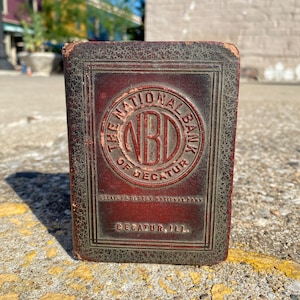 THE NATIONAL BANK
NBD
OF DECATUR
DECATUR, ILL.